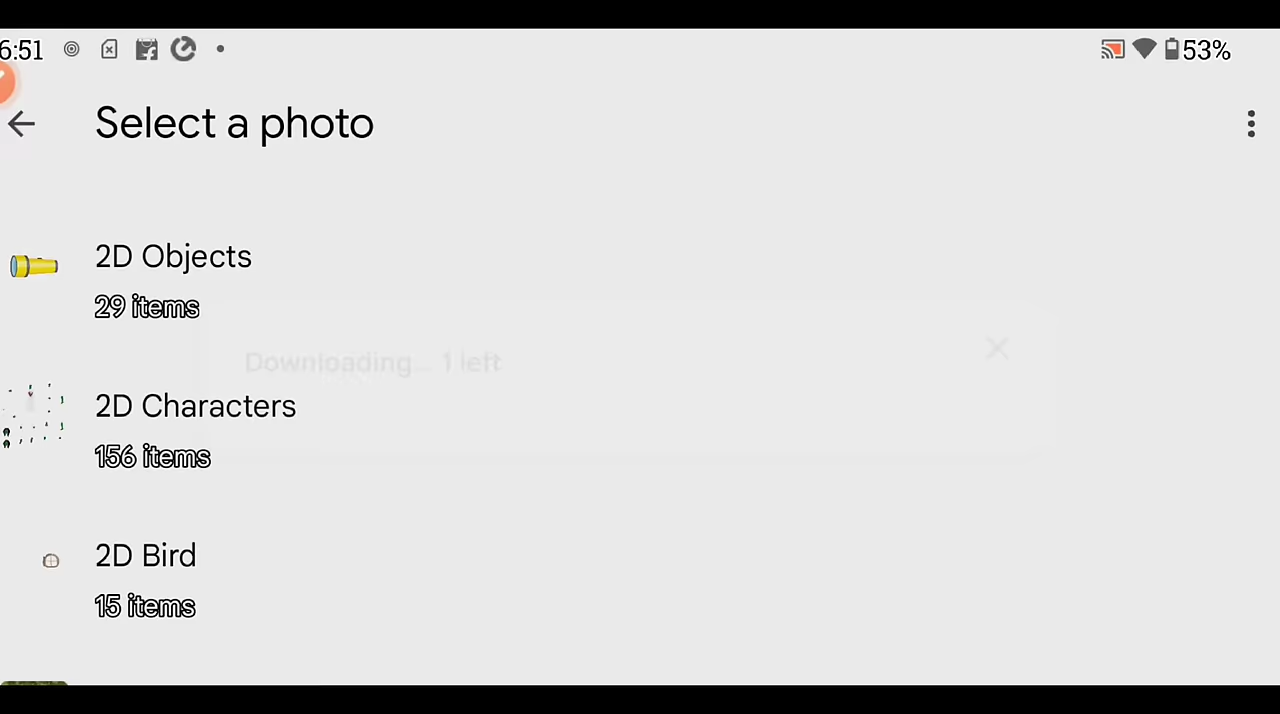 6:51
53%
Select a photo
2D Objects
29 items
Downloading... 1 left
2D Characters
156 items
2D Bird
15 items